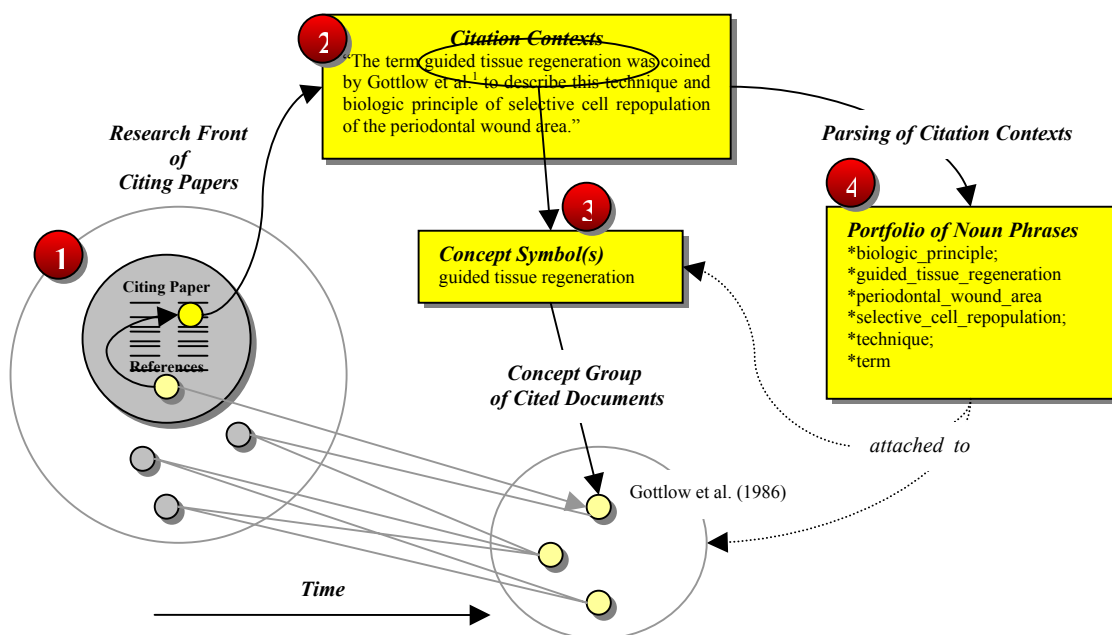 2
Citation Contexts
“The term guided tissue regeneration was coined
by Gottlow et al.1 to describe this technique and
biologic principle of selective cell repopulation
of the periodontal wound area.”
Research Front
of
Citing Papers
Parsing of Citation Contexts
1
Citing Paper
References
3
Concept Symbol(s)
guided tissue regeneration
4
Portfolio of Noun Phrases
*biologic_principle;
*guided_tissue_regeneration
*periodontal_wound_area
*selective_cell_repopulation;
*technique;
*term
Concept Group
of Cited Documents
attached to
Gottlow et al. (1986)
Time